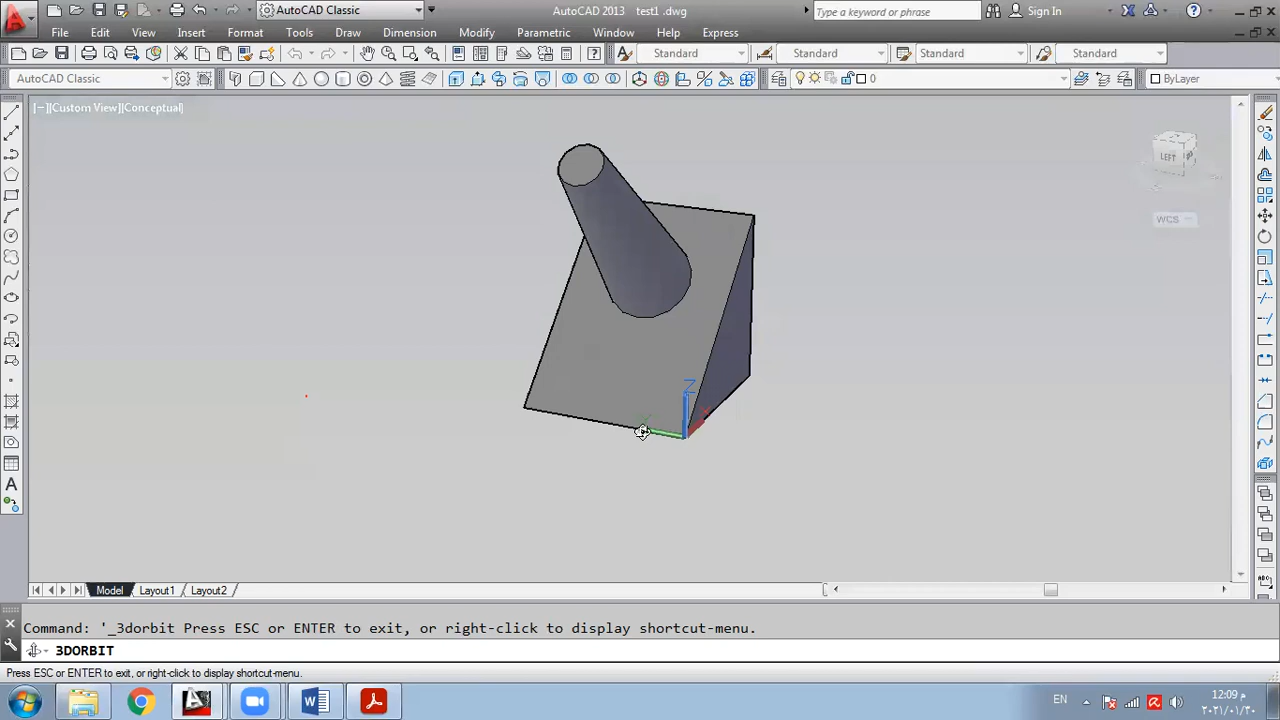 AutoCAD Classic
AutoCAD 2013 test1 .dwg
Type a keyword or phrase
Sign In
File Edit View Insert Format Tools Draw Dimension Modify Parametric Window Help Express
Standard Standard Standard Standard
AutoCAD Classic
0
ByLayer
[−][Custom View][Conceptual]
LEFT
WCS
Z
Model Layout1 Layout2
Command: '_3dorbit Press ESC or ENTER to exit, or right-click to display shortcut-menu.
3DORBIT
Press ESC or ENTER to exit, or right-click to display shortcut-menu.
EN
12:09 م
٢٠٢١/٠١/٣٠